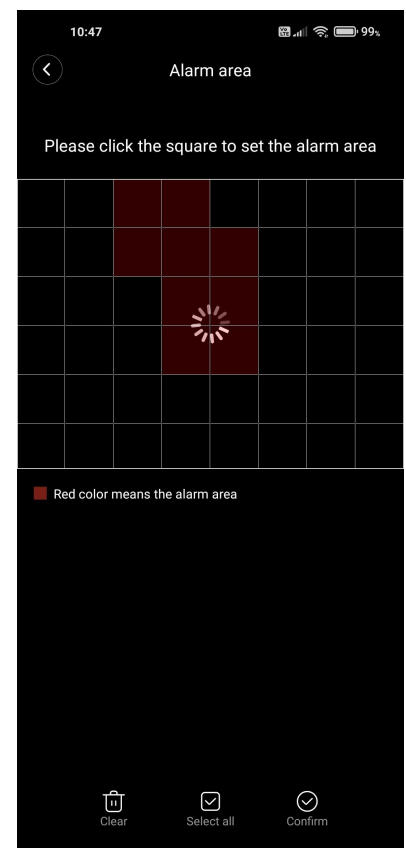 10:47
99%
Alarm area
Please click the square to set the alarm area
Red color means the alarm area
Clear
Select all
Confirm